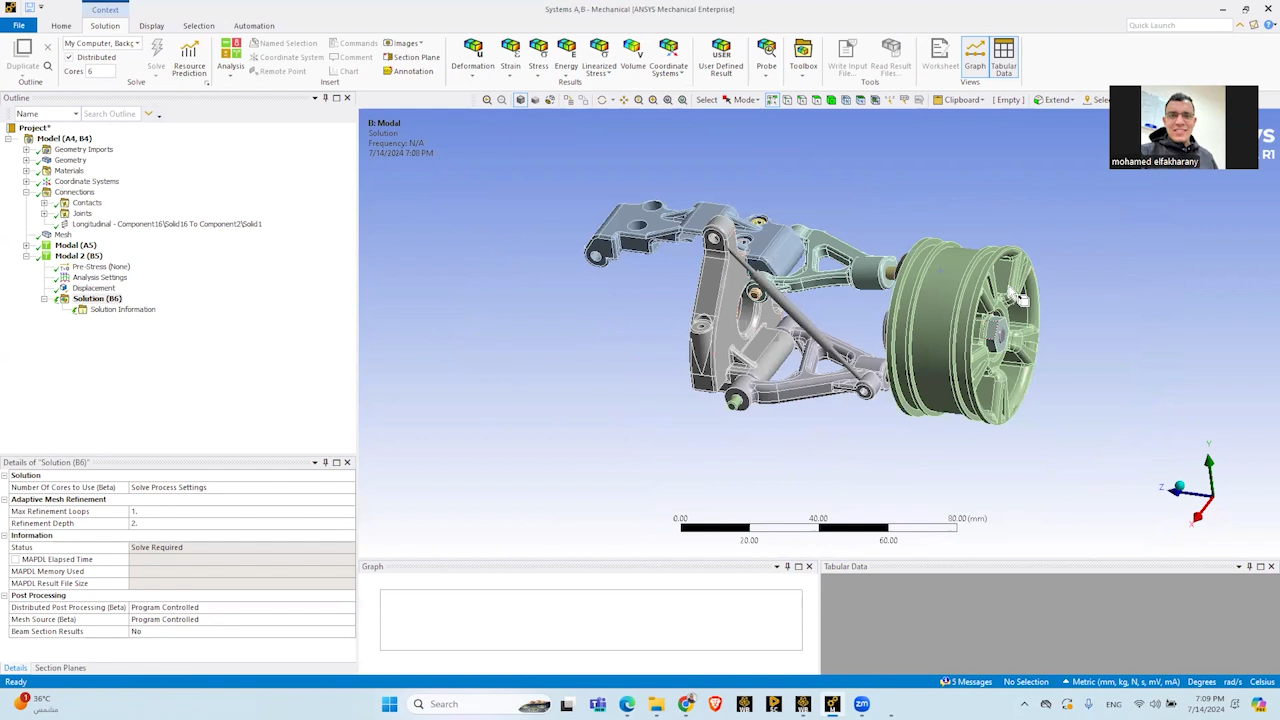 Systems A,B - Mechanical [ANSYS Mechanical Enterprise]
Context
File
Home
Solution
Display
Selection
Automation
Quick Launch
Duplicate
Outline
My Computer, Backg
Distributed
Cores 6
Solve
Solve
Resource Prediction
Analysis
Named Selection
Coordinate System
Remote Point
Insert
Commands
Comment
Chart
Images
Section Plane
Annotation
Deformation
Strain
Stress
Energy
Linearized Stress
Volume
Coordinate Systems
Results
User Defined Result
Probe
Toolbox
Write Input File...
Read Result Files...
Tools
Worksheet
Graph
Tabular Data
Views
Outline
Name
Search Outline
Select
Mode
Clipboard
[ Empty ]
Extend
Selec
Project*
Model (A4, B4)
Geometry Imports
Geometry
Materials
Coordinate Systems
Connections
Contacts
Joints
Longitudinal - Component16\Solid16 To Component2\Solid1
Mesh
Modal (A5)
Modal 2 (B5)
Pre-Stress (None)
Analysis Settings
Displacement
Solution (B6)
Solution Information
B: Modal
Solution
Frequency: N/A
7/14/2024 7:08 PM
mohamed elfakharany
YS
R1
Y
Z
X
0.00
40.00
80.00 (mm)
20.00
60.00
Details of "Solution (B6)"
Solution
Number Of Cores to Use (Beta) Solve Process Settings
Adaptive Mesh Refinement
Max Refinement Loops 1.
Refinement Depth 2.
Information
Status Solve Required
MAPDL Elapsed Time
MAPDL Memory Used
MAPDL Result File Size
Post Processing
Distributed Post Processing (Beta) Program Controlled
Mesh Source (Beta) Program Controlled
Beam Section Results No
Details
Section Planes
Graph
Tabular Data
Ready
5 Messages
No Selection
Metric (mm, kg, N, s, mV, mA)
Degrees
rad/s
Celsius
36°C
مشمس
Search
ENG
7:09 PM
7/14/2024